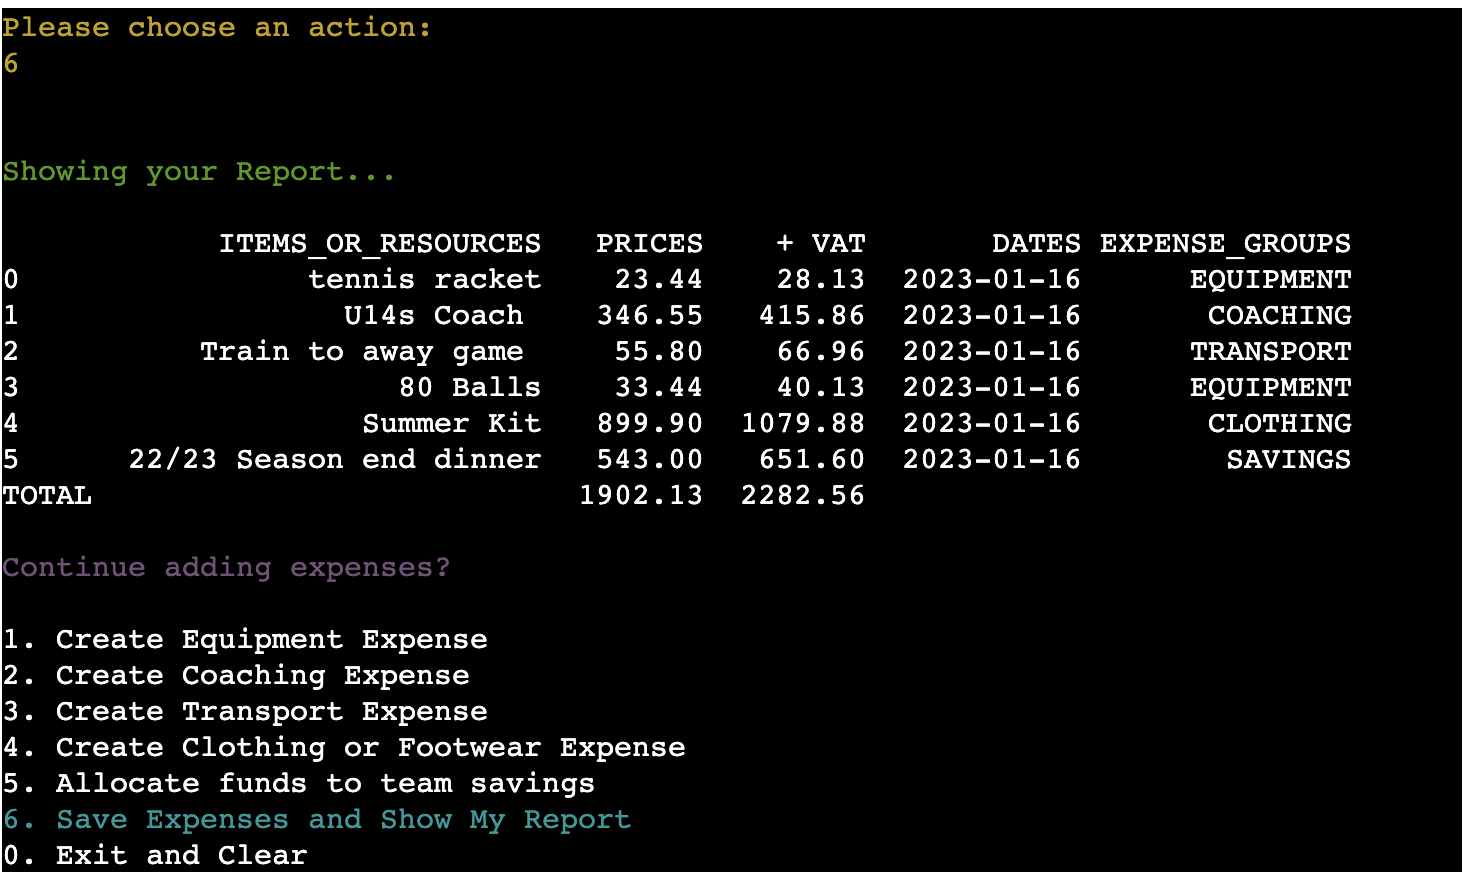 Please choose an action:
6
Showing your Report...
ITEMS_OR_RESOURCES PRICES + VAT DATES EXPENSE_GROUPS
0 tennis racket 23.44 28.13 2023-01-16 EQUIPMENT
1 U14s Coach 346.55 415.86 2023-01-16 COACHING
2 Train to away game 55.80 66.96 2023-01-16 TRANSPORT
3 80 Balls 33.44 40.13 2023-01-16 EQUIPMENT
4 Summer Kit 899.90 1079.88 2023-01-16 CLOTHING
5 22/23 Season end dinner 543.00 651.60 2023-01-16 SAVINGS
TOTAL 1902.13 2282.56
Continue adding expenses?
1. Create Equipment Expense
2. Create Coaching Expense
3. Create Transport Expense
4. Create Clothing or Footwear Expense
5. Allocate funds to team savings
6. Save Expenses and Show My Report
0. Exit and Clear